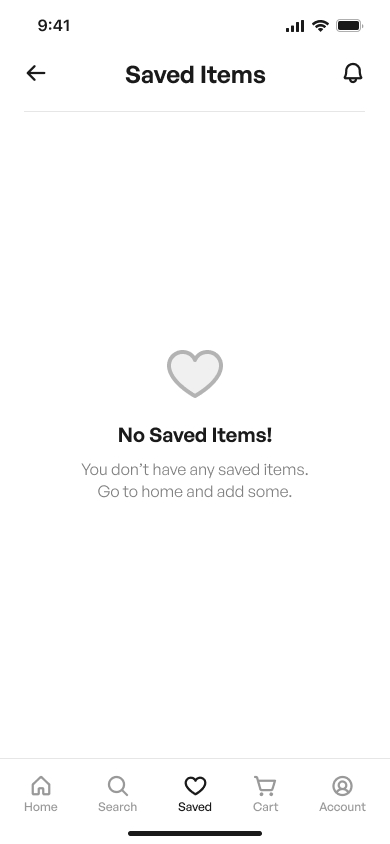 9:41
Saved Items
No Saved Items!
You don’t have any saved items.
Go to home and add some.
Home
Search
Saved
Cart
Account